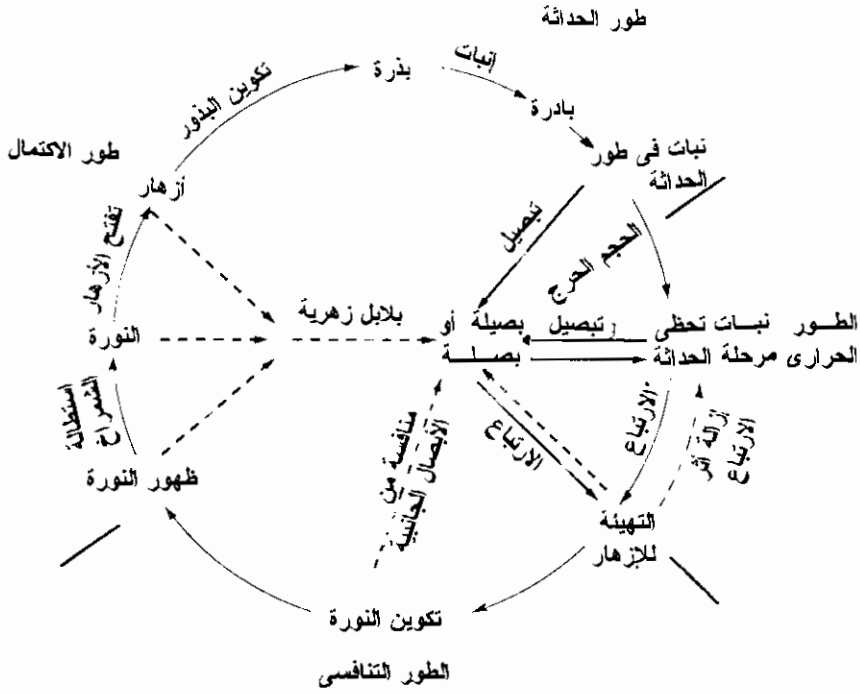 طور الحداثة
بذرة
إنبات
بادرة
نبات فى طور
الحداثة
تكوين البذور
طور الاكتمال
أزهار
تبصيل
الحجم الحرج
تفتح الأزهار
النورة
بلابل زهرية
بصيلة أو
بصلة
تبصيل
الطور نبات تخطى
الحرارى مرحلة الحداثة
استطالة
الشمراخ
ظهور النورة
منافسة من
الأبصال الجانبية
الارتباع
الارتباع
إزالة أثر
الارتباع
التهيئة
للإزهار
تكوين النورة
الطور التنافسى